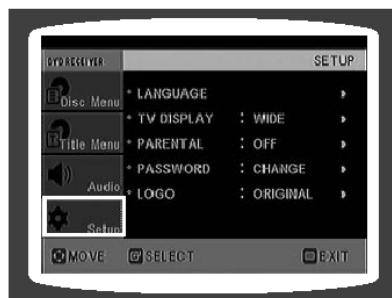 DVD RECEIVER
SETUP
Disc Menu
Title Menu
Audio
Setup
LANGUAGE
TV DISPLAY : WIDE
PARENTAL : OFF
PASSWORD : CHANGE
LOGO : ORIGINAL
MOVE SELECT EXIT